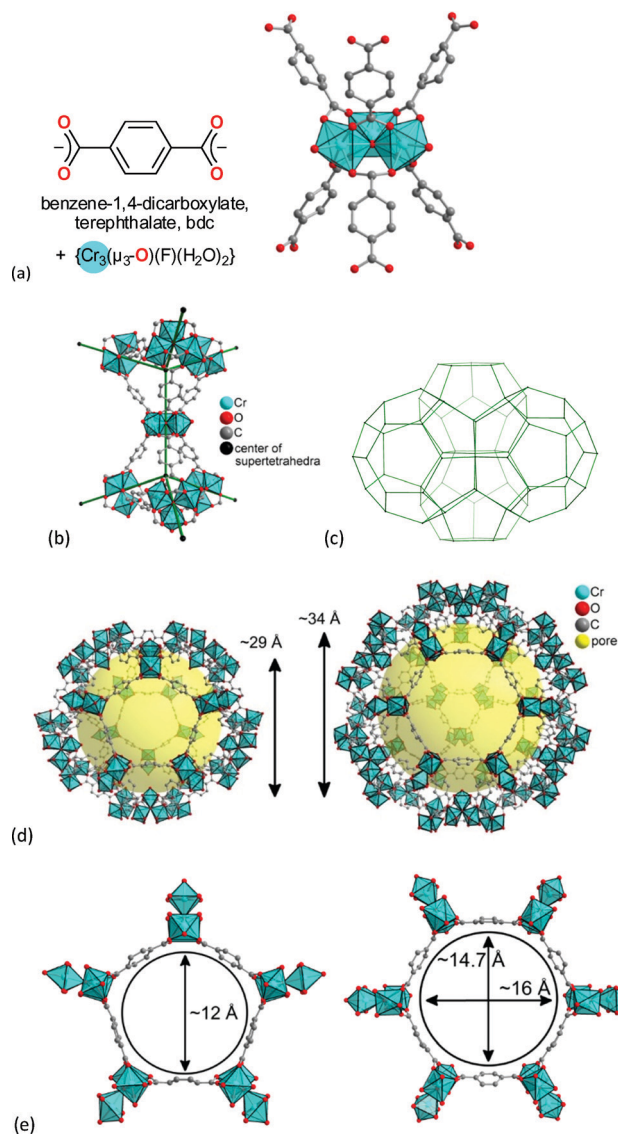 O
O
O
O
–
–
benzene-1,4-dicarboxylate,
terephthalate, bdc
+ {Cr₃(μ₃-O)(F)(H₂O)₂}
(a)
Cr
O
C
center of
supertetrahedra
(b)
(c)
~29 Å
~34 Å
Cr
O
C
pore
(d)
~12 Å
~14.7 Å
~16 Å
(e)